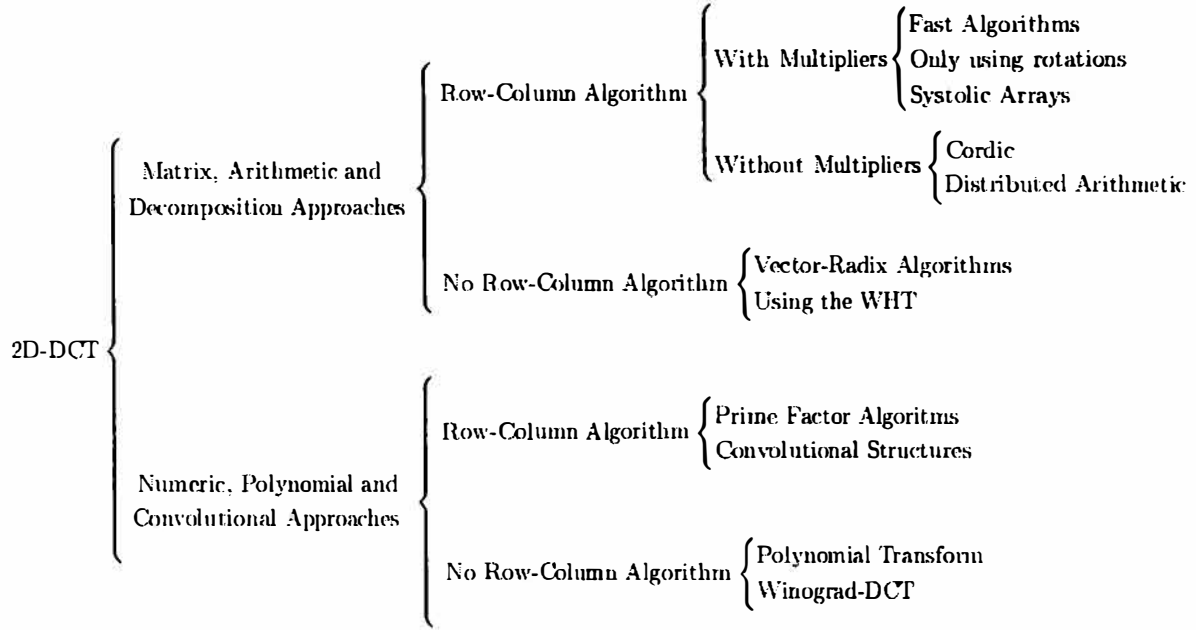 2D-DCT
Matrix, Arithmetic and
Decomposition Approaches
Row-Column Algorithm
With Multipliers
Fast Algorithms
Only using rotations
Systolic Arrays
Without Multipliers
Cordic
Distributed Arithmetic
No Row-Column Algorithm
Vector-Radix Algorithms
Using the WHT
Numeric, Polynomial and
Convolutional Approaches
Row-Column Algorithm
Prime Factor Algoritms
Convolutional Structures
No Row-Column Algorithm
Polynomial Transform
Winograd-DCT